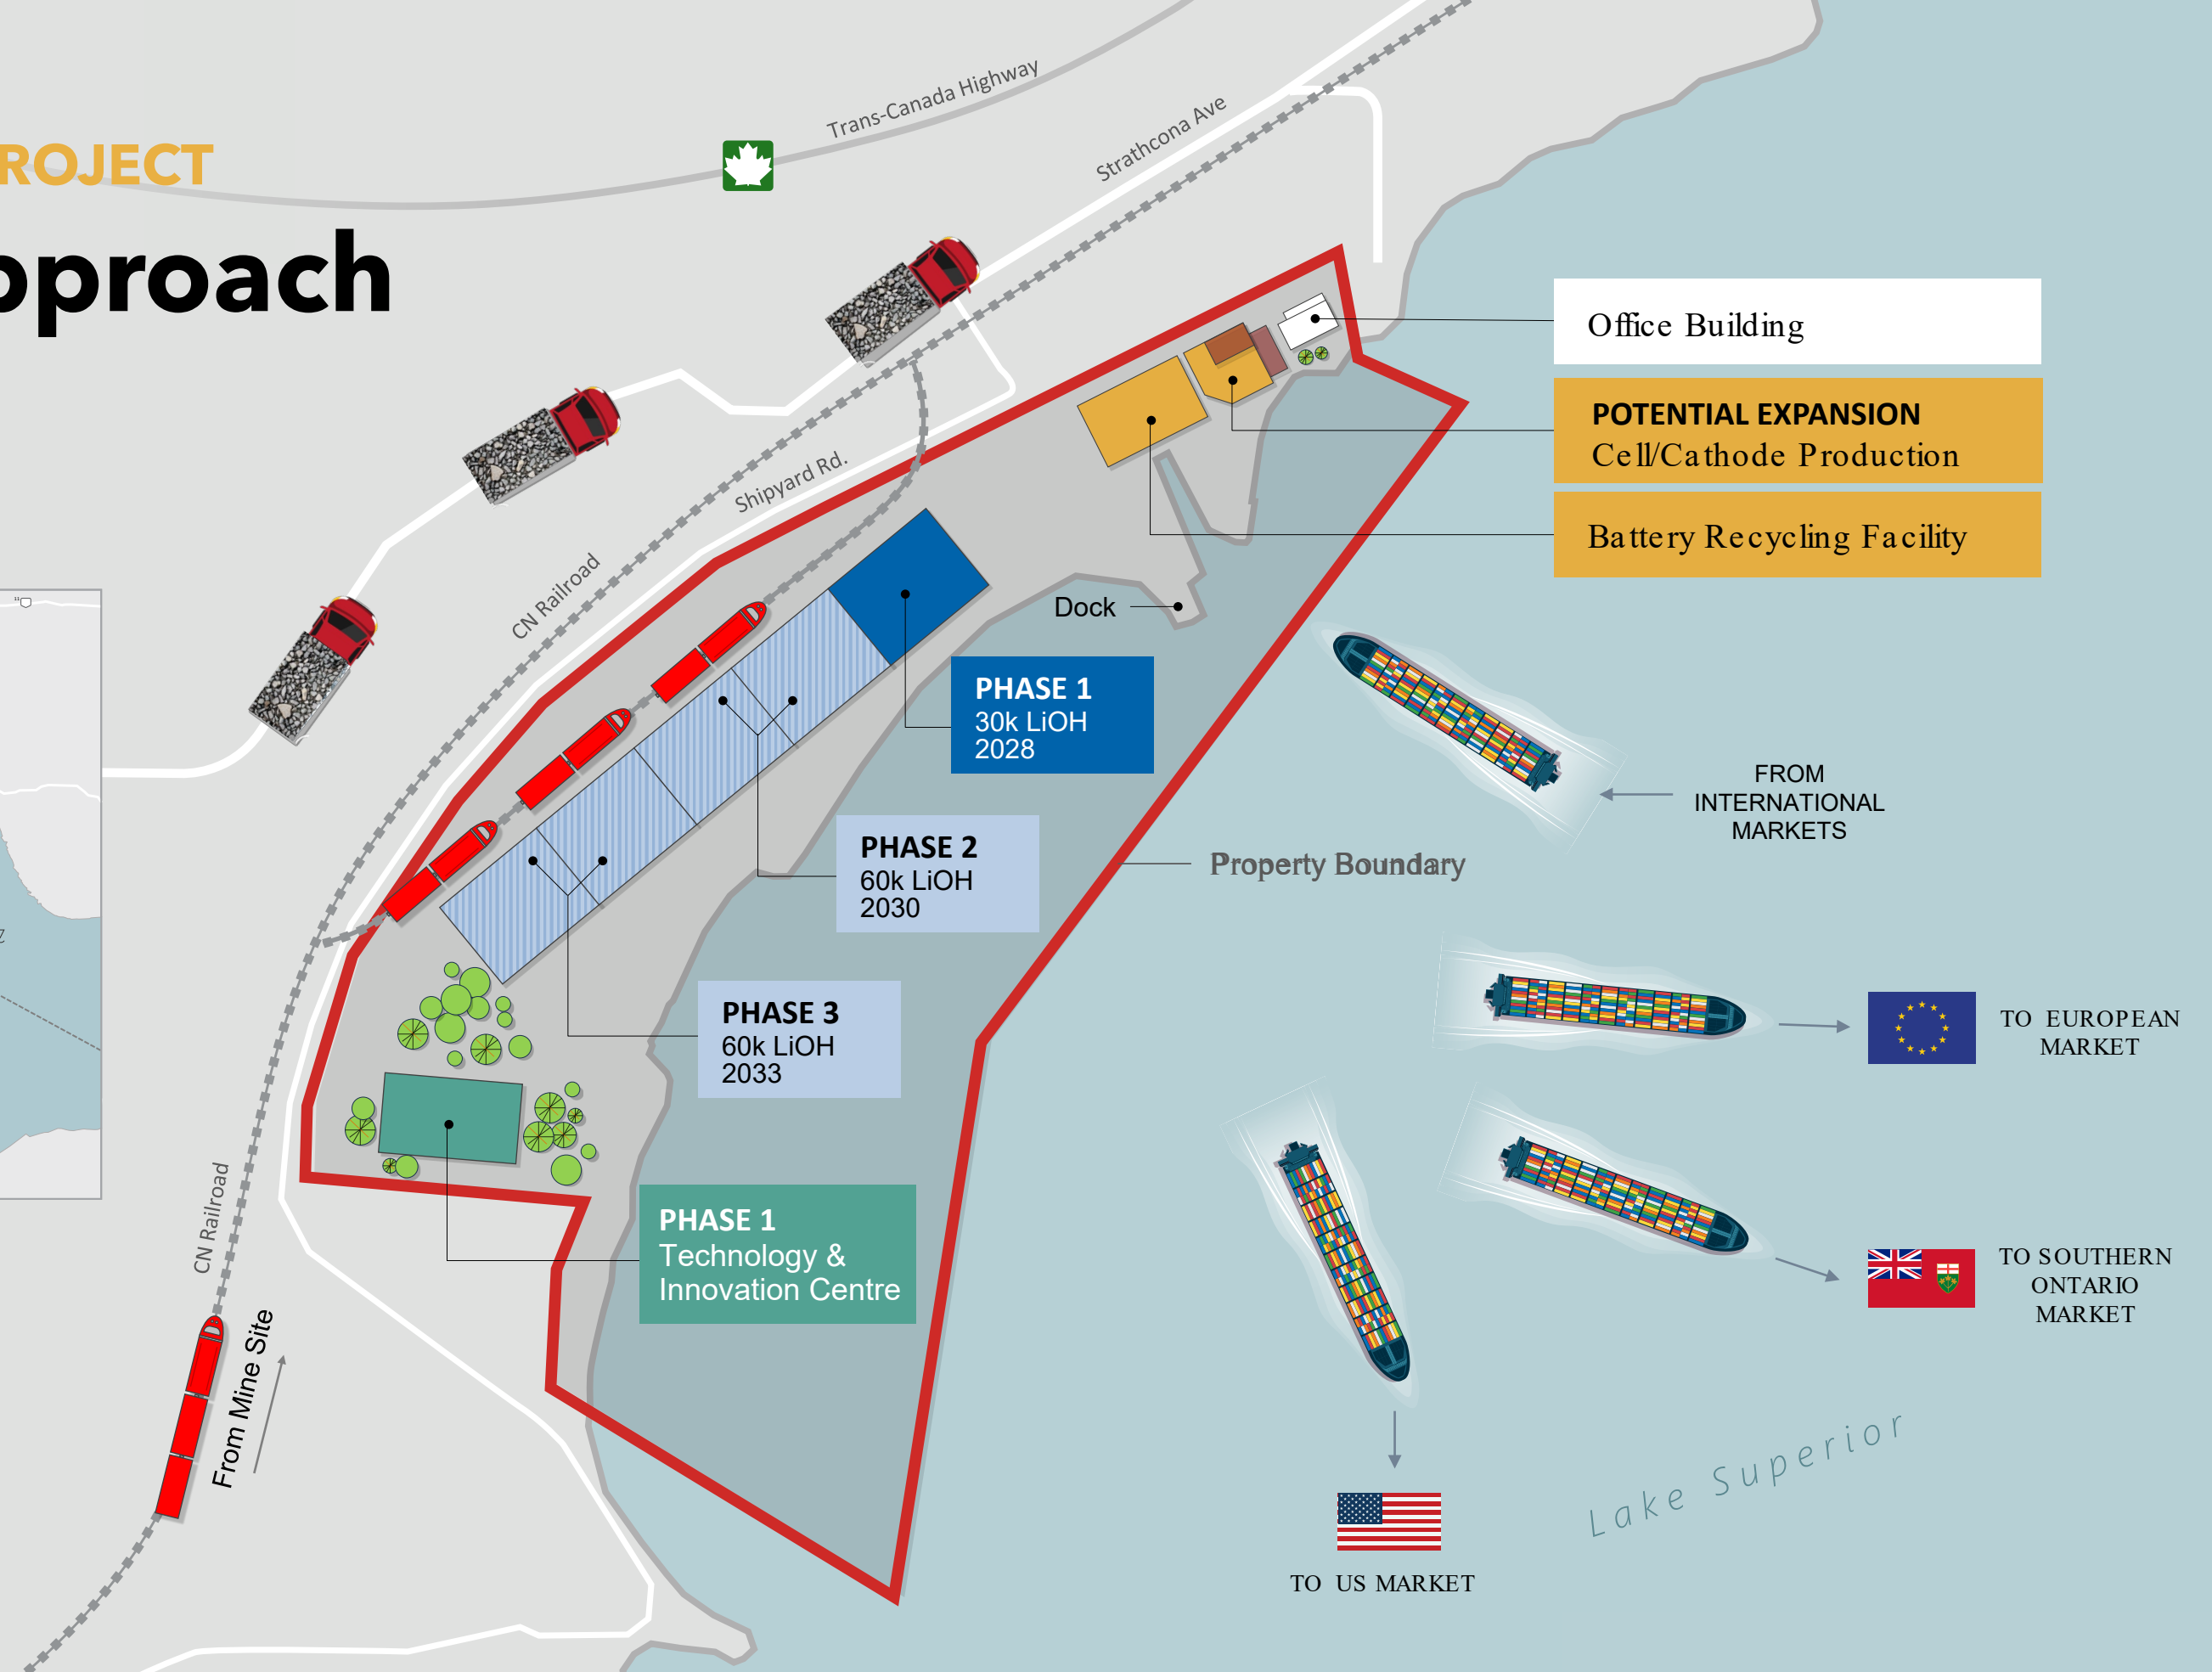 Trans-Canada Highway
Strathcona Ave
ROJECT
pproach
Office Building
POTENTIAL EXPANSION
Cell/Cathode Production
Battery Recycling Facility
Shipyard Rd.
CN Railroad
Dock
PHASE 1
30k LiOH
2028
FROM
INTERNATIONAL
MARKETS
PHASE 2
60k LiOH
2030
Property Boundary
PHASE 3
60k LiOH
2033
TO EUROPEAN
MARKET
PHASE 1
Technology &
Innovation Centre
CN Railroad
From Mine Site
TO SOUTHERN
ONTARIO
MARKET
Lake Superior
TO US MARKET